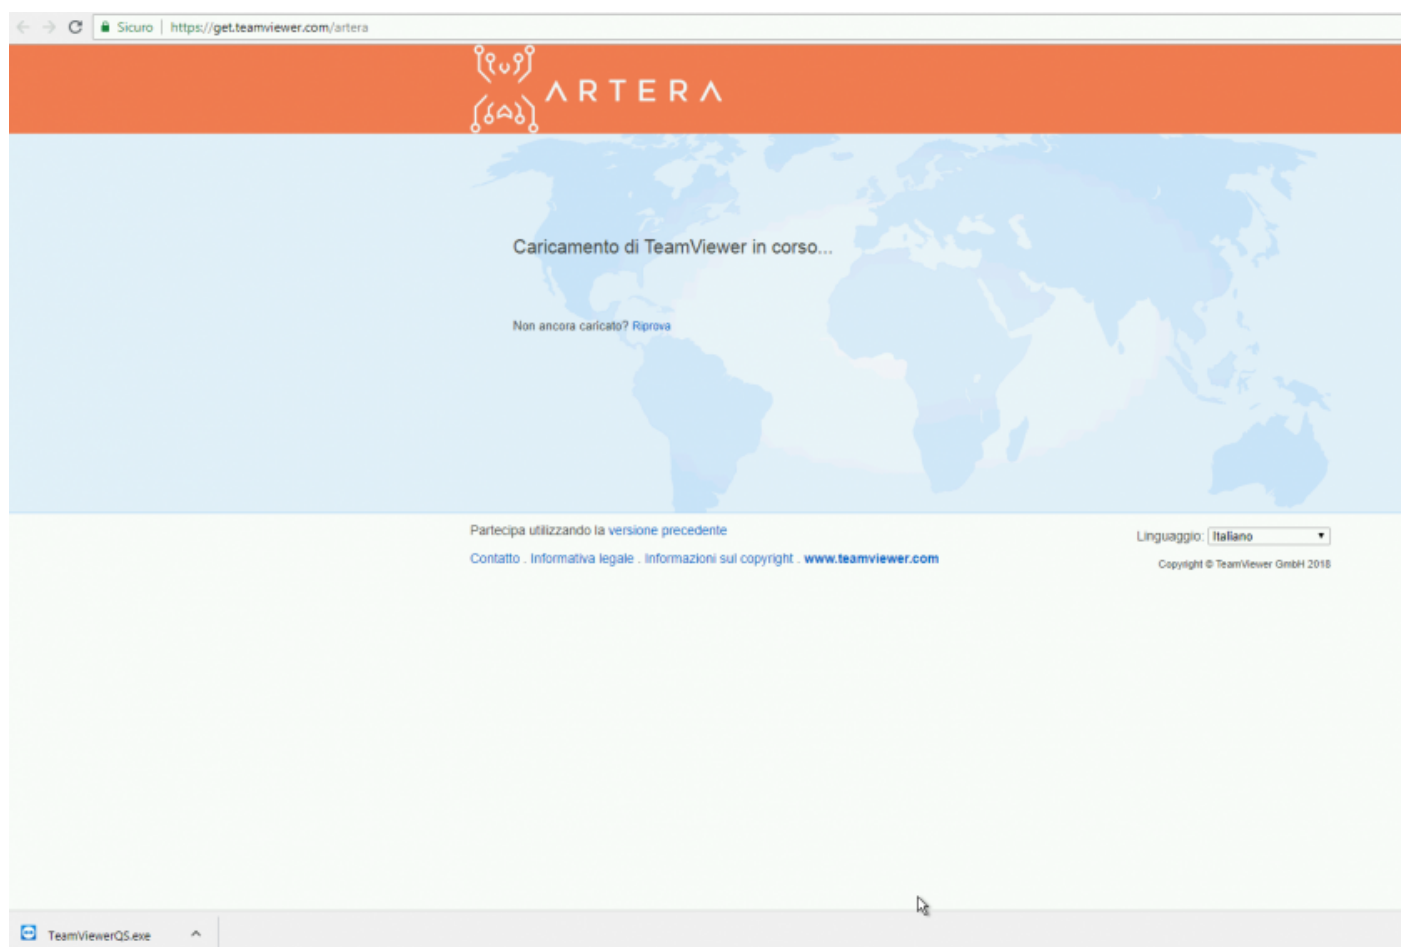 Sicuro | https://get.teamviewer.com/artera
ARTERA
Caricamento di TeamViewer in corso...
Non ancora caricato? Riprova
Partecipa utilizzando la versione precedente
Linguaggio: Italiano
Contatto . Informativa legale . Informazioni sul copyright . www.teamviewer.com
Copyright © TeamViewer GmbH 2018
TeamViewerQS.exe